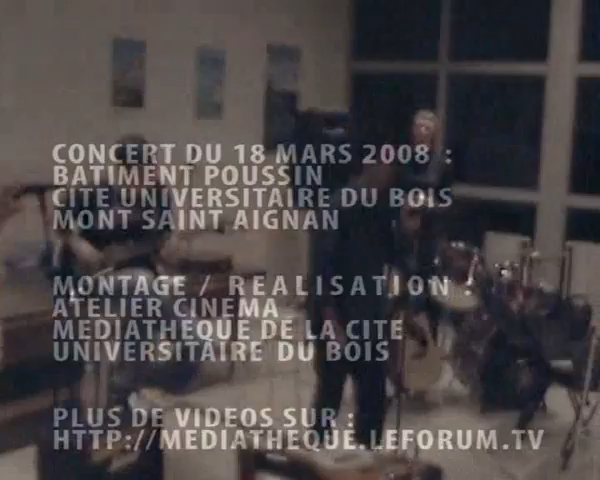 CONCERT DU 18 MARS 2008 :
BATIMENT POUSSIN
CITE UNIVERSITAIRE DU BOIS
MONT SAINT AIGNAN
MONTAGE / REALISATION :
ATELIER CINEMA
MEDIATHEQUE DE LA CITE
UNIVERSITAIRE DU BOIS
PLUS DE VIDEOS SUR :
HTTP://MEDIATHEQUE.LEFORUM.TV